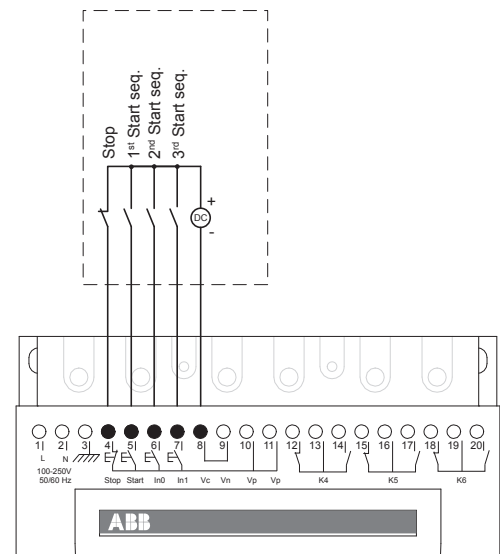 Stop
1st Start seq.
2nd Start seq.
3rd Start seq.
+
DC
-
1 2 3 4 5 6 7 8 9 10 11 12 13 14 15 16 17 18 19 20
L N
100-250V
50/60 Hz
Stop Start In0 In1 Vc Vn Vp Vp K4 K5 K6
ABB